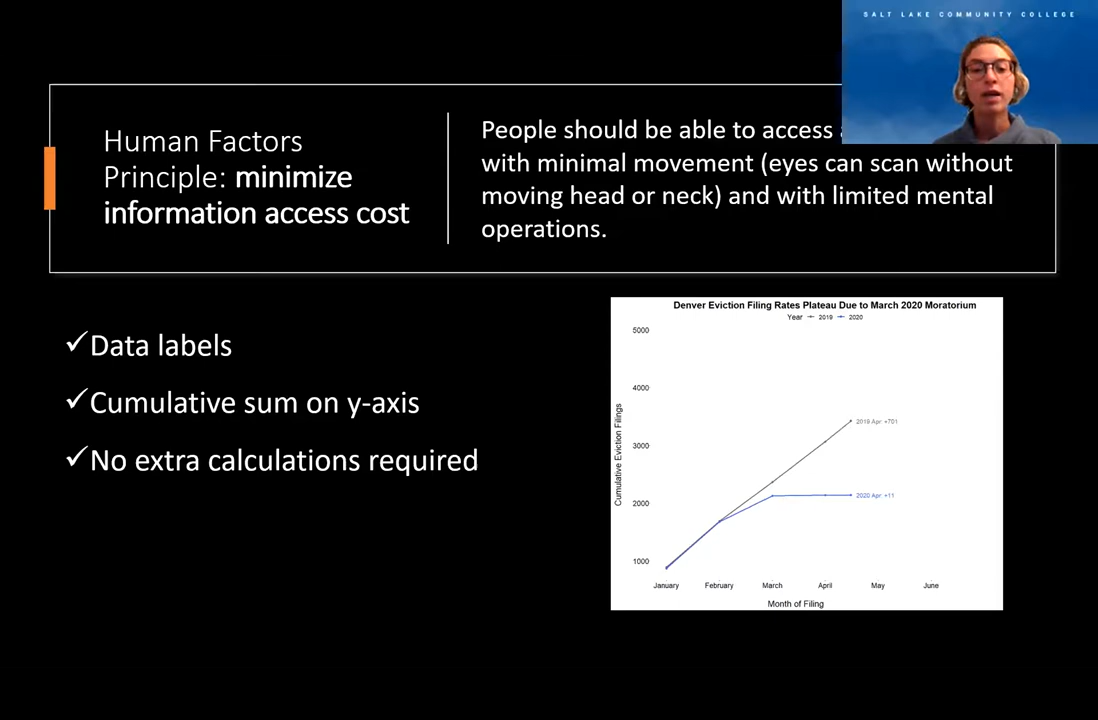 SALT LAKE COMMUNITY COLLEGE
Human Factors
Principle: minimize
information access cost
People should be able to access
with minimal movement (eyes can scan without
moving head or neck) and with limited mental
operations.
✓Data labels
✓Cumulative sum on y-axis
✓No extra calculations required
Denver Eviction Filing Rates Plateau Due to March 2020 Moratorium
Year 2019 2020
5000
4000
3000
2000
1000
Cumulative Eviction Filings
2019 Apr +701
2020 Apr +11
January February March April May June
Month of Filing